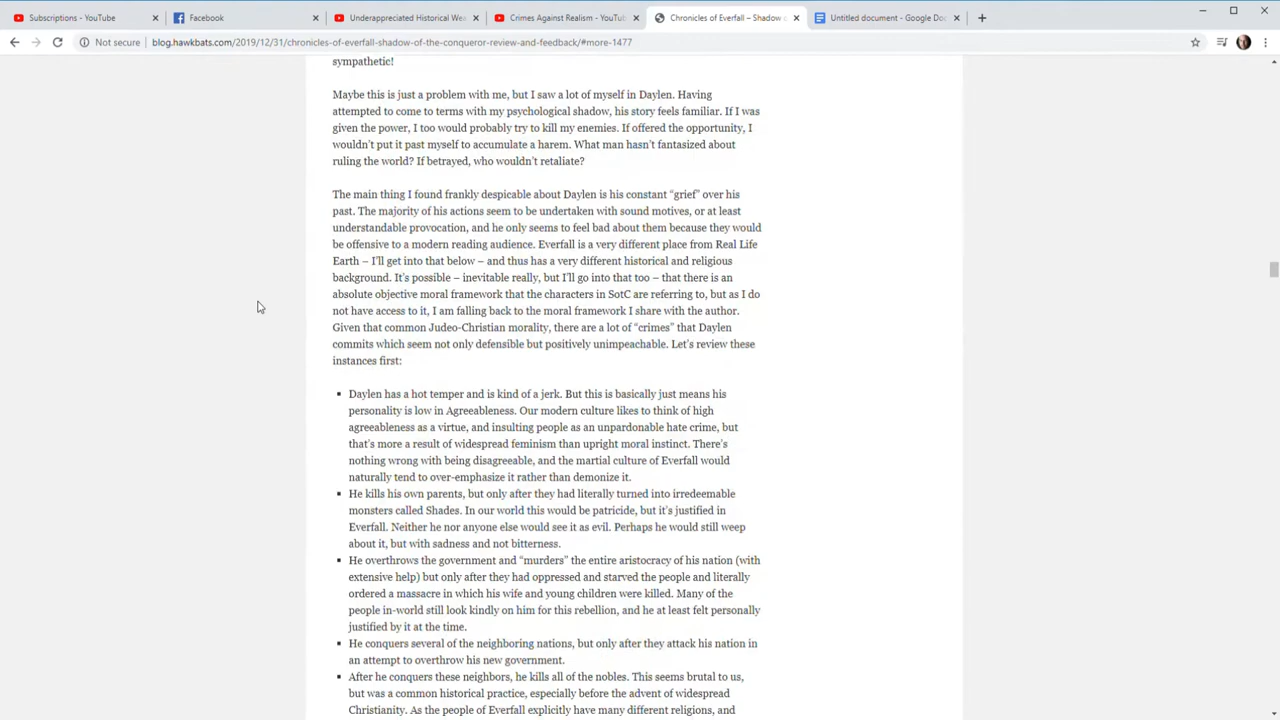 Subscriptions - YouTube
Facebook
Underappreciated Historical Wea
Crimes Against Realism - YouTub
Chronicles of Everfall – Shadow o
Untitled document - Google Doc
Not secure
blog.hawkbats.com/2019/12/31/chronicles-of-everfall-shadow-of-the-conqueror-review-and-feedback/#more-1477
sympathetic!
Maybe this is just a problem with me, but I saw a lot of myself in Daylen. Having
attempted to come to terms with my psychological shadow, his story feels familiar. If I was
given the power, I too would probably try to kill my enemies. If offered the opportunity, I
wouldn't put it past myself to accumulate a harem. What man hasn't fantasized about
ruling the world? If betrayed, who wouldn't retaliate?
The main thing I found frankly despicable about Daylen is his constant “grief” over his
past. The majority of his actions seem to be undertaken with sound motives, or at least
understandable provocation, and he only seems to feel bad about them because they would
be offensive to a modern reading audience. Everfall is a very different place from Real Life
Earth – I'll get into that below – and thus has a very different historical and religious
background. It's possible – inevitable really, but I'll go into that too – that there is an
absolute objective moral framework that the characters in SotC are referring to, but as I do
not have access to it, I am falling back to the moral framework I share with the author.
Given that common Judeo-Christian morality, there are a lot of “crimes” that Daylen
commits which seem not only defensible but positively unimpeachable. Let's review these
instances first:
▪ Daylen has a hot temper and is kind of a jerk. But this is basically just means his
personality is low in Agreeableness. Our modern culture likes to think of high
agreeableness as a virtue, and insulting people as an unpardonable hate crime, but
that's more a result of widespread feminism than upright moral instinct. There's
nothing wrong with being disagreeable, and the martial culture of Everfall would
naturally tend to over-emphasize it rather than demonize it.
▪ He kills his own parents, but only after they had literally turned into irredeemable
monsters called Shades. In our world this would be patricide, but it's justified in
Everfall. Neither he nor anyone else would see it as evil. Perhaps he would still weep
about it, but with sadness and not bitterness.
▪ He overthrows the government and “murders” the entire aristocracy of his nation (with
extensive help) but only after they had oppressed and starved the people and literally
ordered a massacre in which his wife and young children were killed. Many of the
people in-world still look kindly on him for this rebellion, and he at least felt personally
justified by it at the time.
▪ He conquers several of the neighboring nations, but only after they attack his nation in
an attempt to overthrow his new government.
▪ After he conquers these neighbors, he kills all of the nobles. This seems brutal to us,
but was a common historical practice, especially before the advent of widespread
Christianity. As the people of Everfall explicitly have many different religions, and